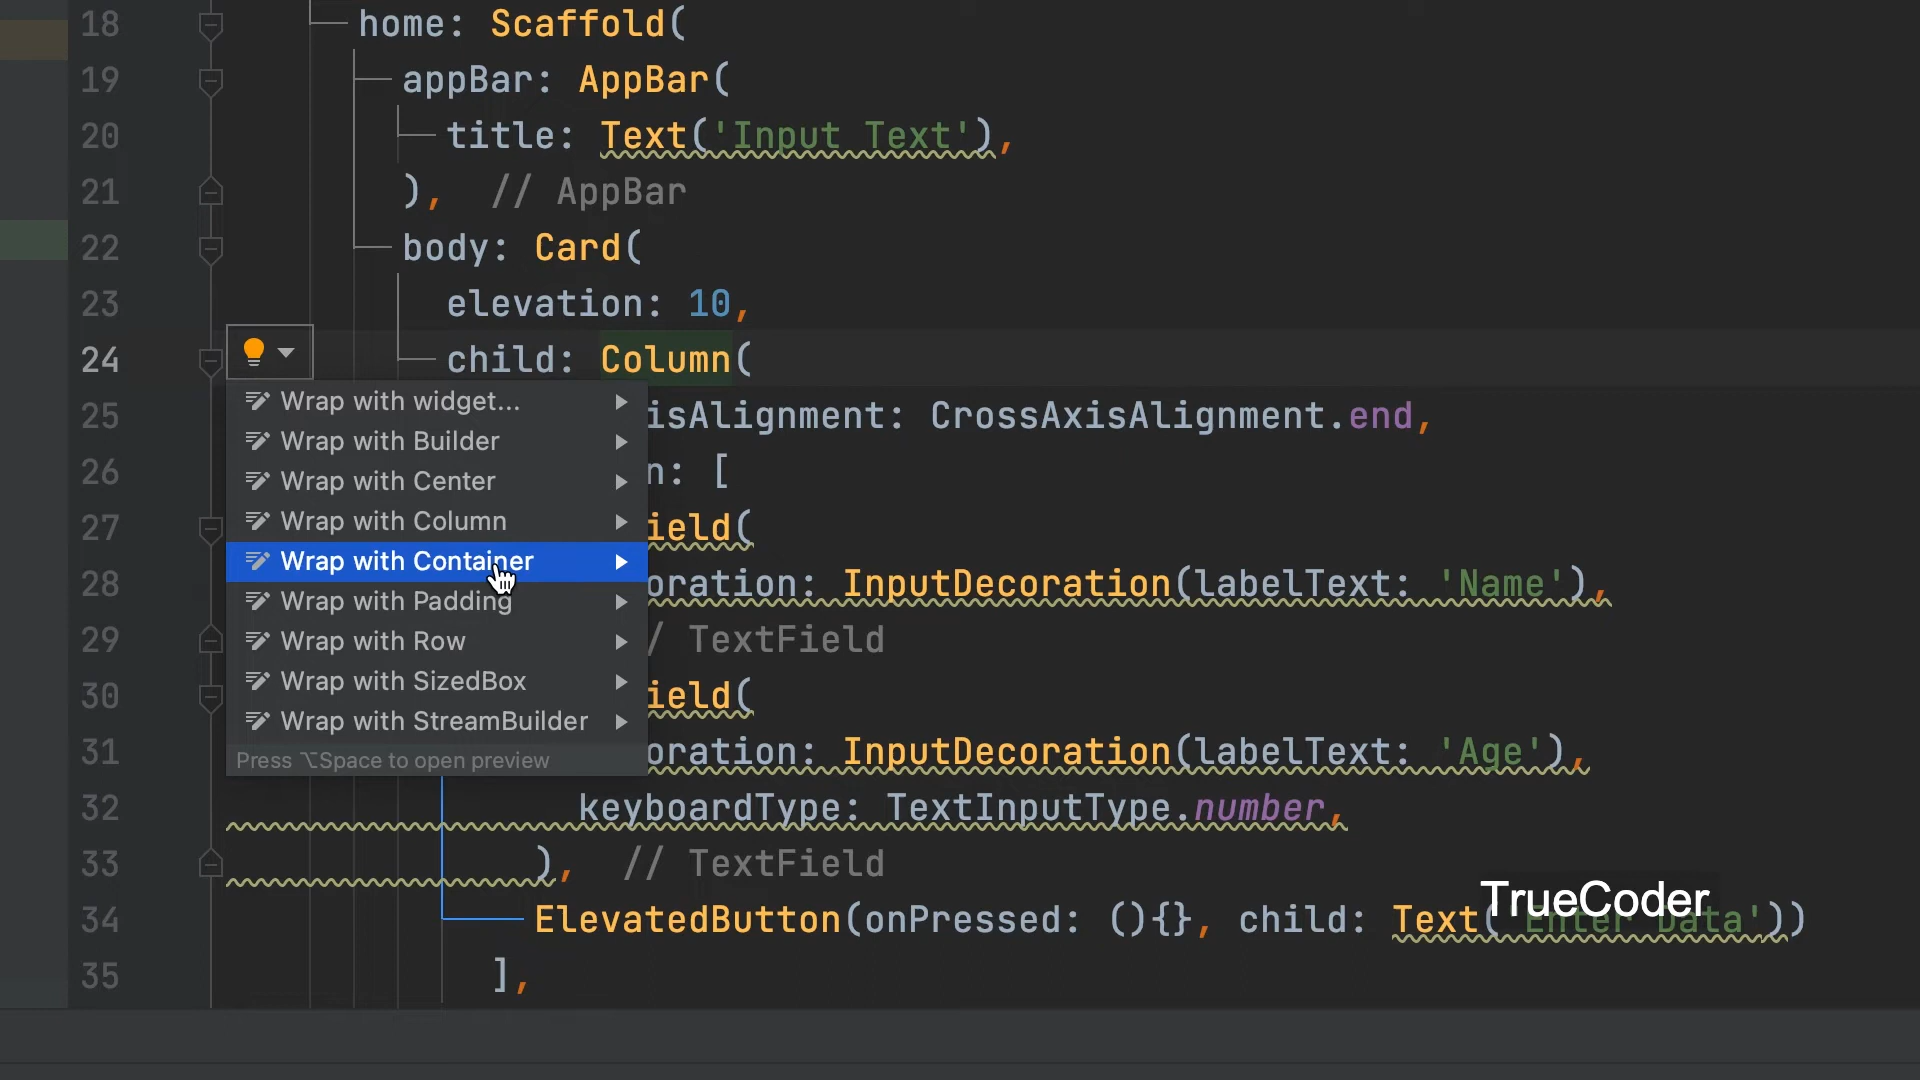 18 home: Scaffold(
19 appBar: AppBar(
20 title: Text('Input Text'),
21 ), // AppBar
22 body: Card(
23 elevation: 10,
24 child: Column(
Wrap with widget...
25 isAlignment: CrossAxisAlignment.end,
Wrap with Builder
26 n: [
Wrap with Center
Wrap with Column
27 ield(
Wrap with Container
28 oration: InputDecoration(labelText: 'Name'),
Wrap with Padding
29 / TextField
Wrap with Row
Wrap with SizedBox
30 ield(
Wrap with StreamBuilder
31 oration: InputDecoration(labelText: 'Age'),
Press ⌥Space to open preview
32 keyboardType: TextInputType.number,
33 ), // TextField
TrueCoder
34 ElevatedButton(onPressed: (){}, child: Text('Enter Data'))
35 ],